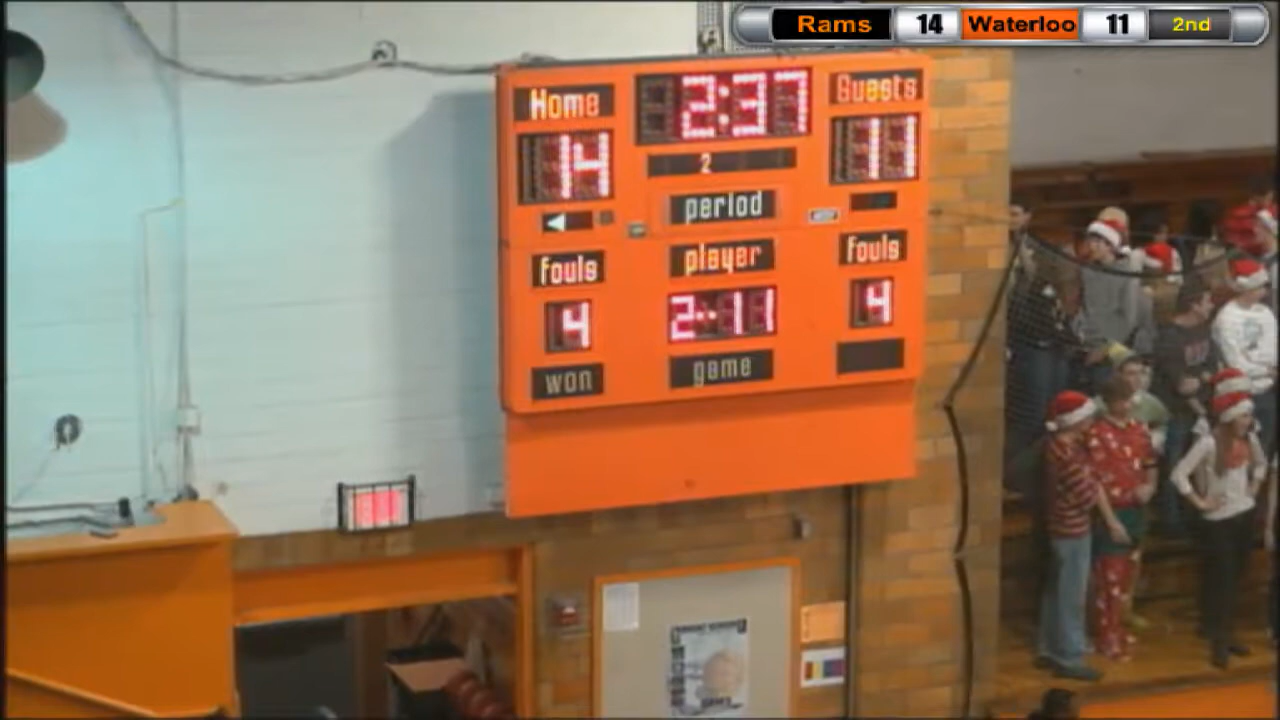 Rams 14 Waterloo 11 2nd
Home 2:37 Guests
14 2 11
period
fouls player fouls
4 2 11 4
won game